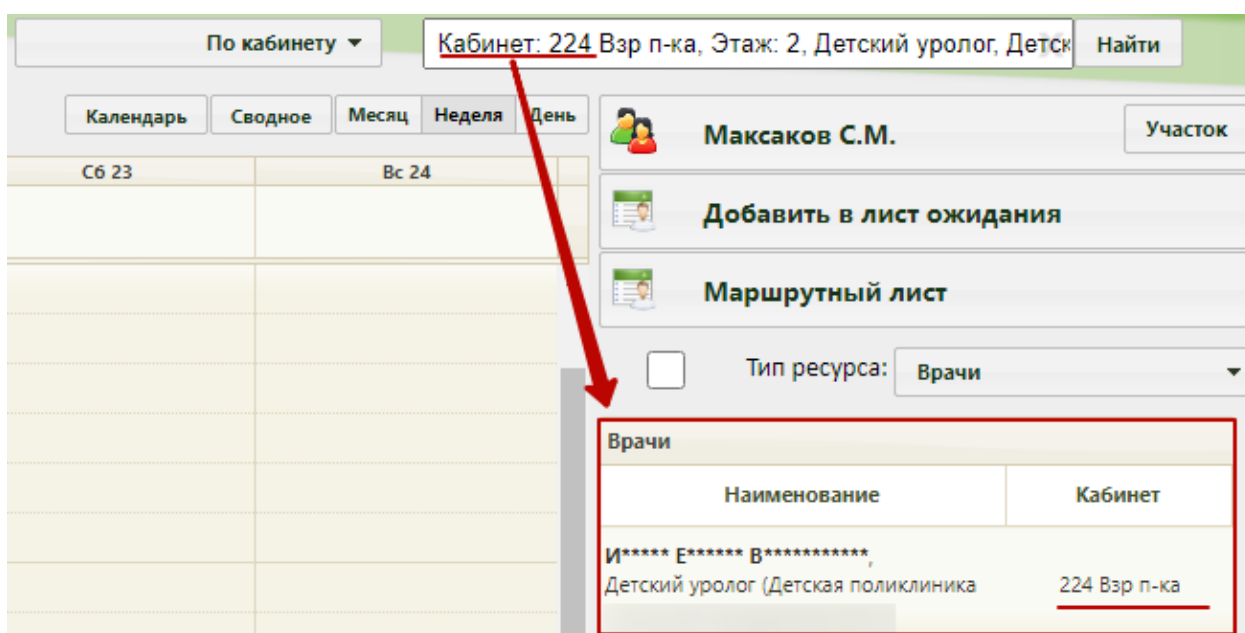 По кабинету
Кабинет: 224 Взр п-ка, Этаж: 2, Детский уролог, Детск
Найти
Календарь
Сводное
Месяц
Неделя
День
Сб 23
Вс 24
Максаков С.М.
Участок
Добавить в лист ожидания
Маршрутный лист
Тип ресурса:
Врачи
Врачи
Наименование
Кабинет
И***** Е****** В***********,
Детский уролог (Детская поликлиника
224 Взр п-ка